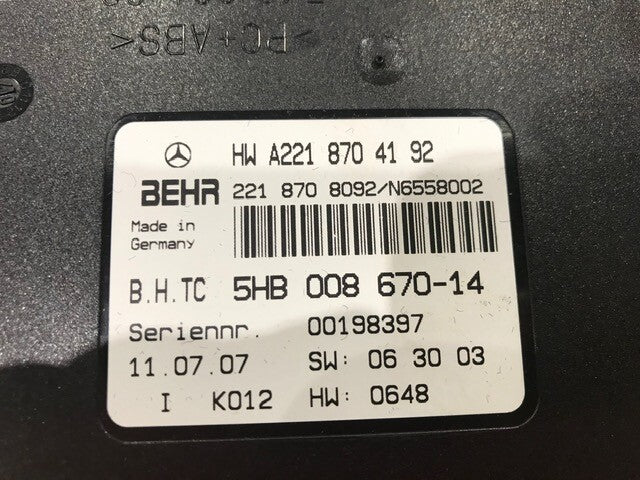 >PC+ABS<
HW A221 870 41 92
BEHR 221 870 8092/N6558002
Made in
Germany
B.H.TC 5HB 008 670-14
Seriennr. 00198397
11.07.07 SW: 06 30 03
I K012 HW: 0648